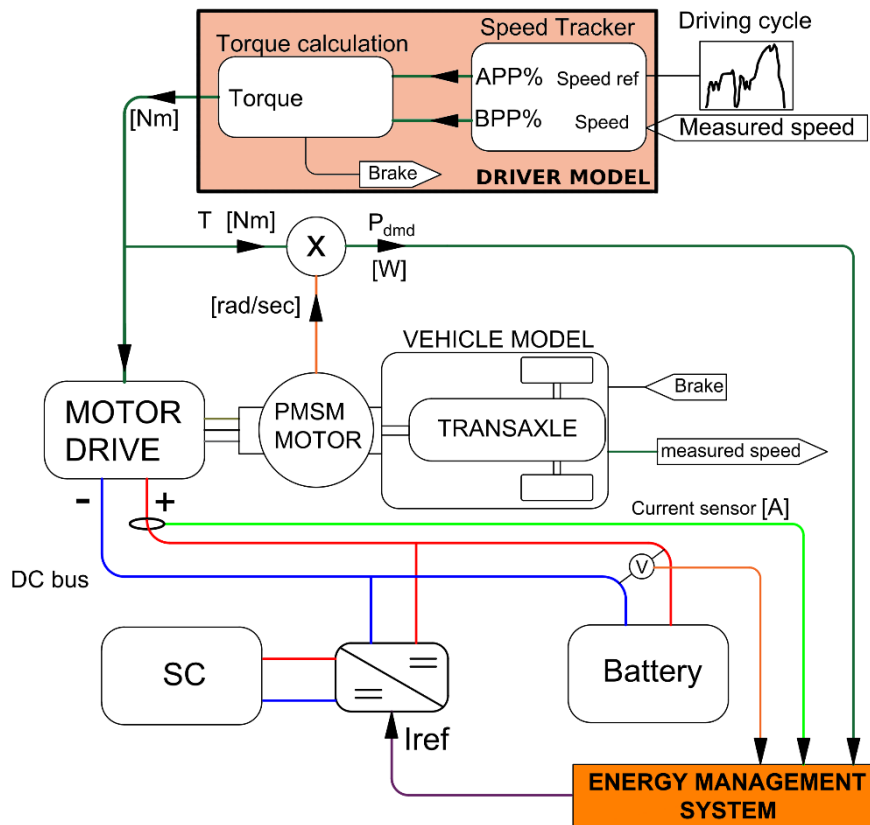 Driving cycle
Torque calculation
Speed Tracker
Torque
APP%
Speed ref
BPP%
Speed
Measured speed
[Nm]
Brake
DRIVER MODEL
T [Nm]
X
Pdmd
[W]
[rad/sec]
VEHICLE MODEL
MOTOR
DRIVE
PMSM
MOTOR
TRANSAXLE
Brake
measured speed
- +
Current sensor [A]
DC bus
V
SC
Battery
Iref
ENERGY MANAGEMENT
SYSTEM